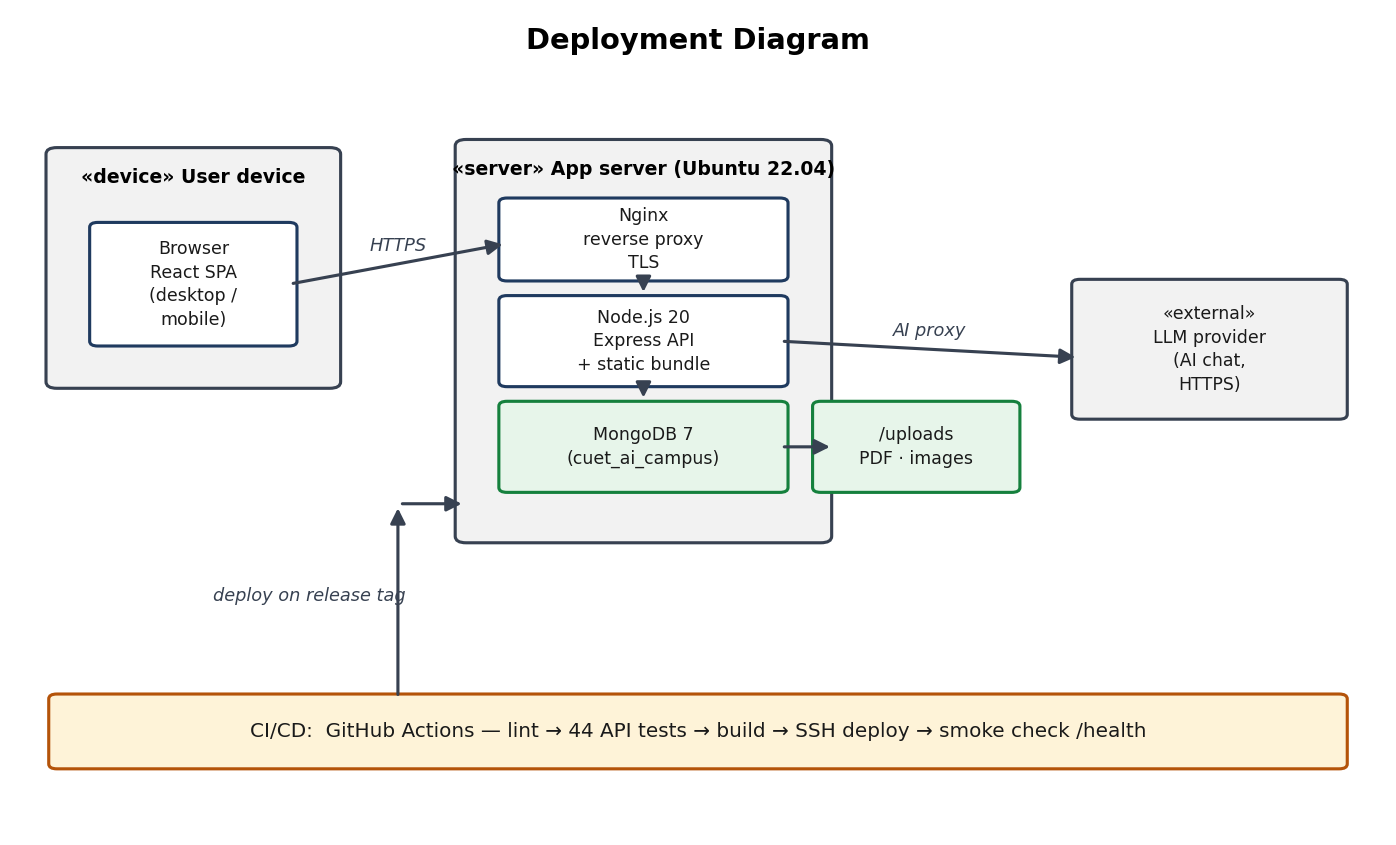 Deployment Diagram
«device» User device
Browser
React SPA
(desktop /
mobile)
HTTPS
«server» App server (Ubuntu 22.04)
Nginx
reverse proxy
TLS
Node.js 20
Express API
+ static bundle
MongoDB 7
(cuet_ai_campus)
/uploads
PDF · images
AI proxy
«external»
LLM provider
(AI chat,
HTTPS)
deploy on release tag
CI/CD:  GitHub Actions — lint → 44 API tests → build → SSH deploy → smoke check /health